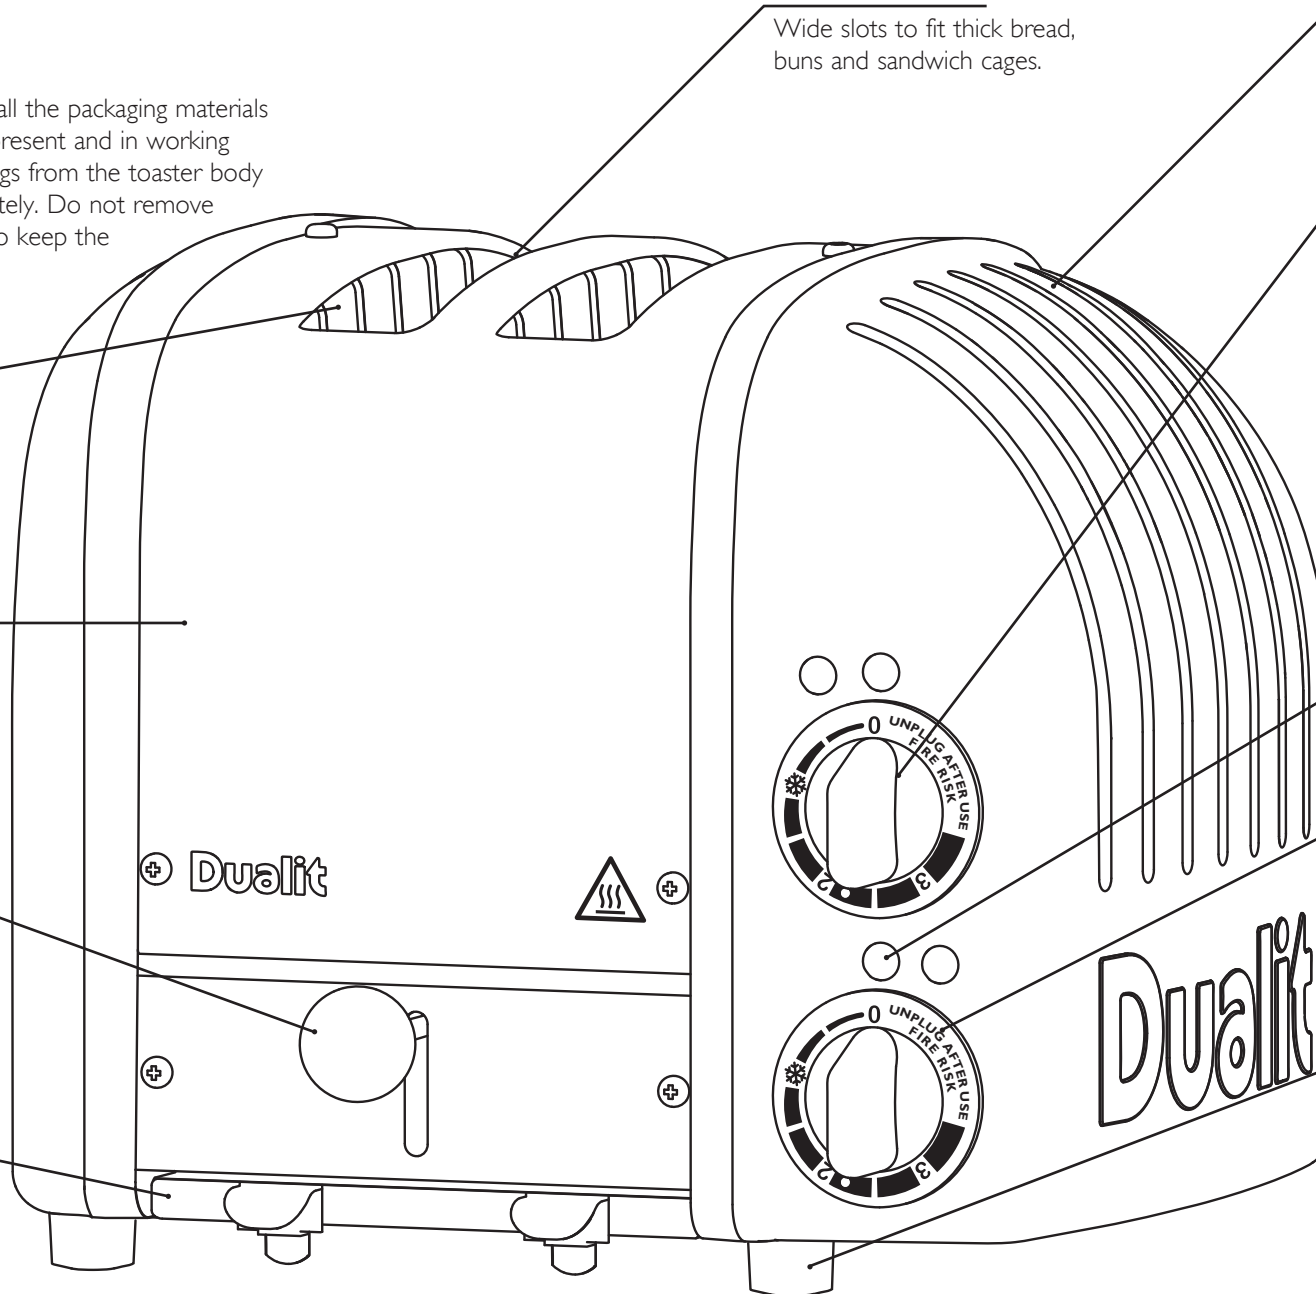 Wide slots to fit thick bread,
buns and sandwich cages.
all the packaging materials
present and in working
gs from the toaster body
tely. Do not remove
o keep the
0
UNPLUG AFTER USE
FIRE RISK
2
3
Dualit
0
UNPLUG AFTER USE
FIRE RISK
2
3
Dualit